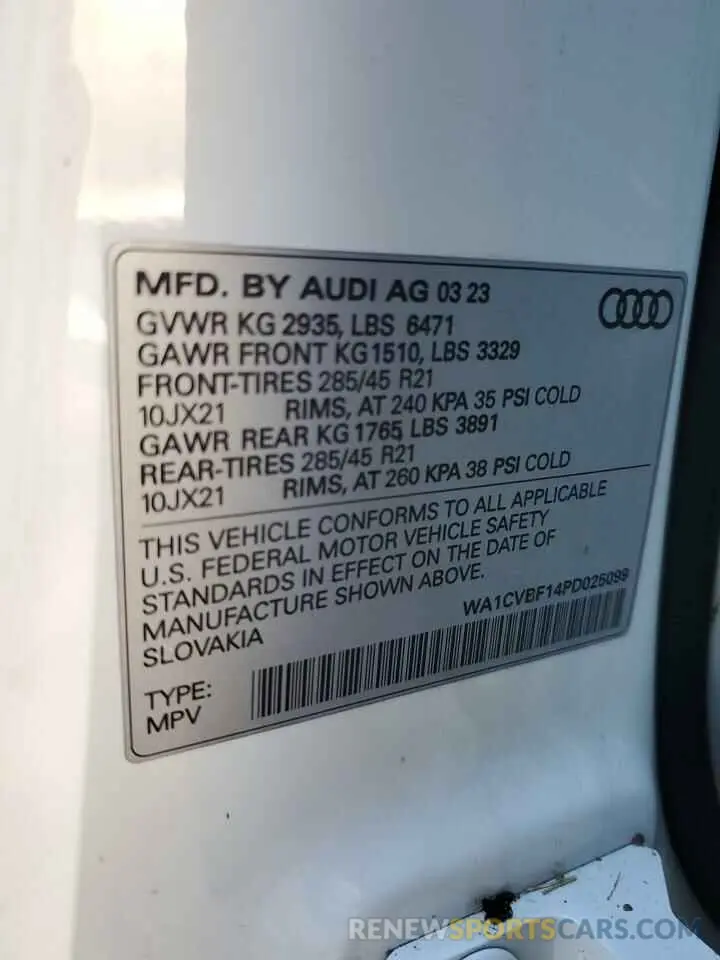 MFD. BY AUDI AG 03 23
GVWR KG 2935, LBS 6471
GAWR FRONT KG1510, LBS 3329
FRONT-TIRES 285/45 R21
10JX21 RIMS, AT 240 KPA 35 PSI COLD
GAWR REAR KG 1765 LBS 3891
REAR-TIRES 285/45 R21
10JX21 RIMS, AT 260 KPA 38 PSI COLD
THIS VEHICLE CONFORMS TO ALL APPLICABLE
U.S. FEDERAL MOTOR VEHICLE SAFETY
STANDARDS IN EFFECT ON THE DATE OF
MANUFACTURE SHOWN ABOVE.
SLOVAKIA
WA1CVBF14PD025099
TYPE:
MPV
RENEWSPORTSCARS.COM